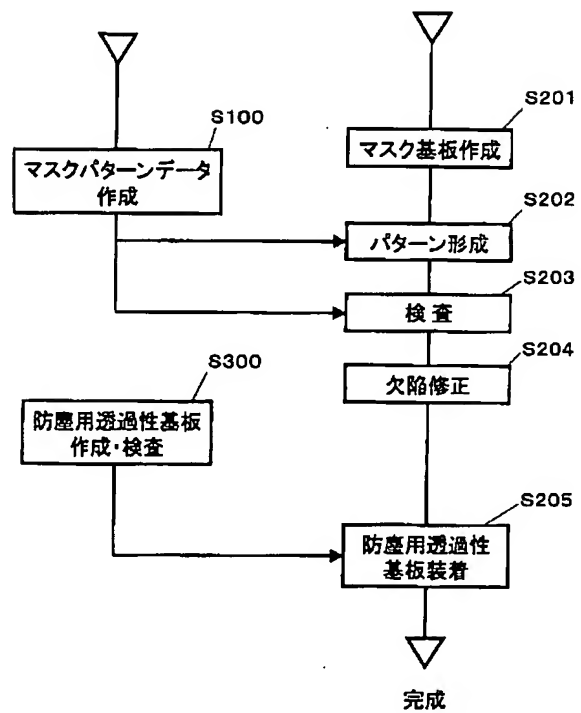 S100
マスクパターンデータ
作成
S201
マスク基板作成
S202
パターン形成
S203
検 査
S204
欠陥修正
S300
防塵用透過性基板
作成・検査
S205
防塵用透過性
基板装着
完成